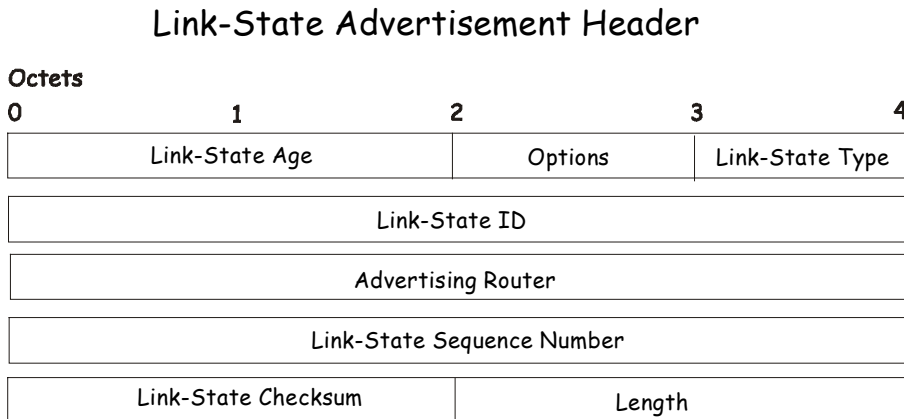 Link-State Advertisement Header
Octets
0 1 2 3 4
Link-State Age Options Link-State Type
Link-State ID
Advertising Router
Link-State Sequence Number
Link-State Checksum Length